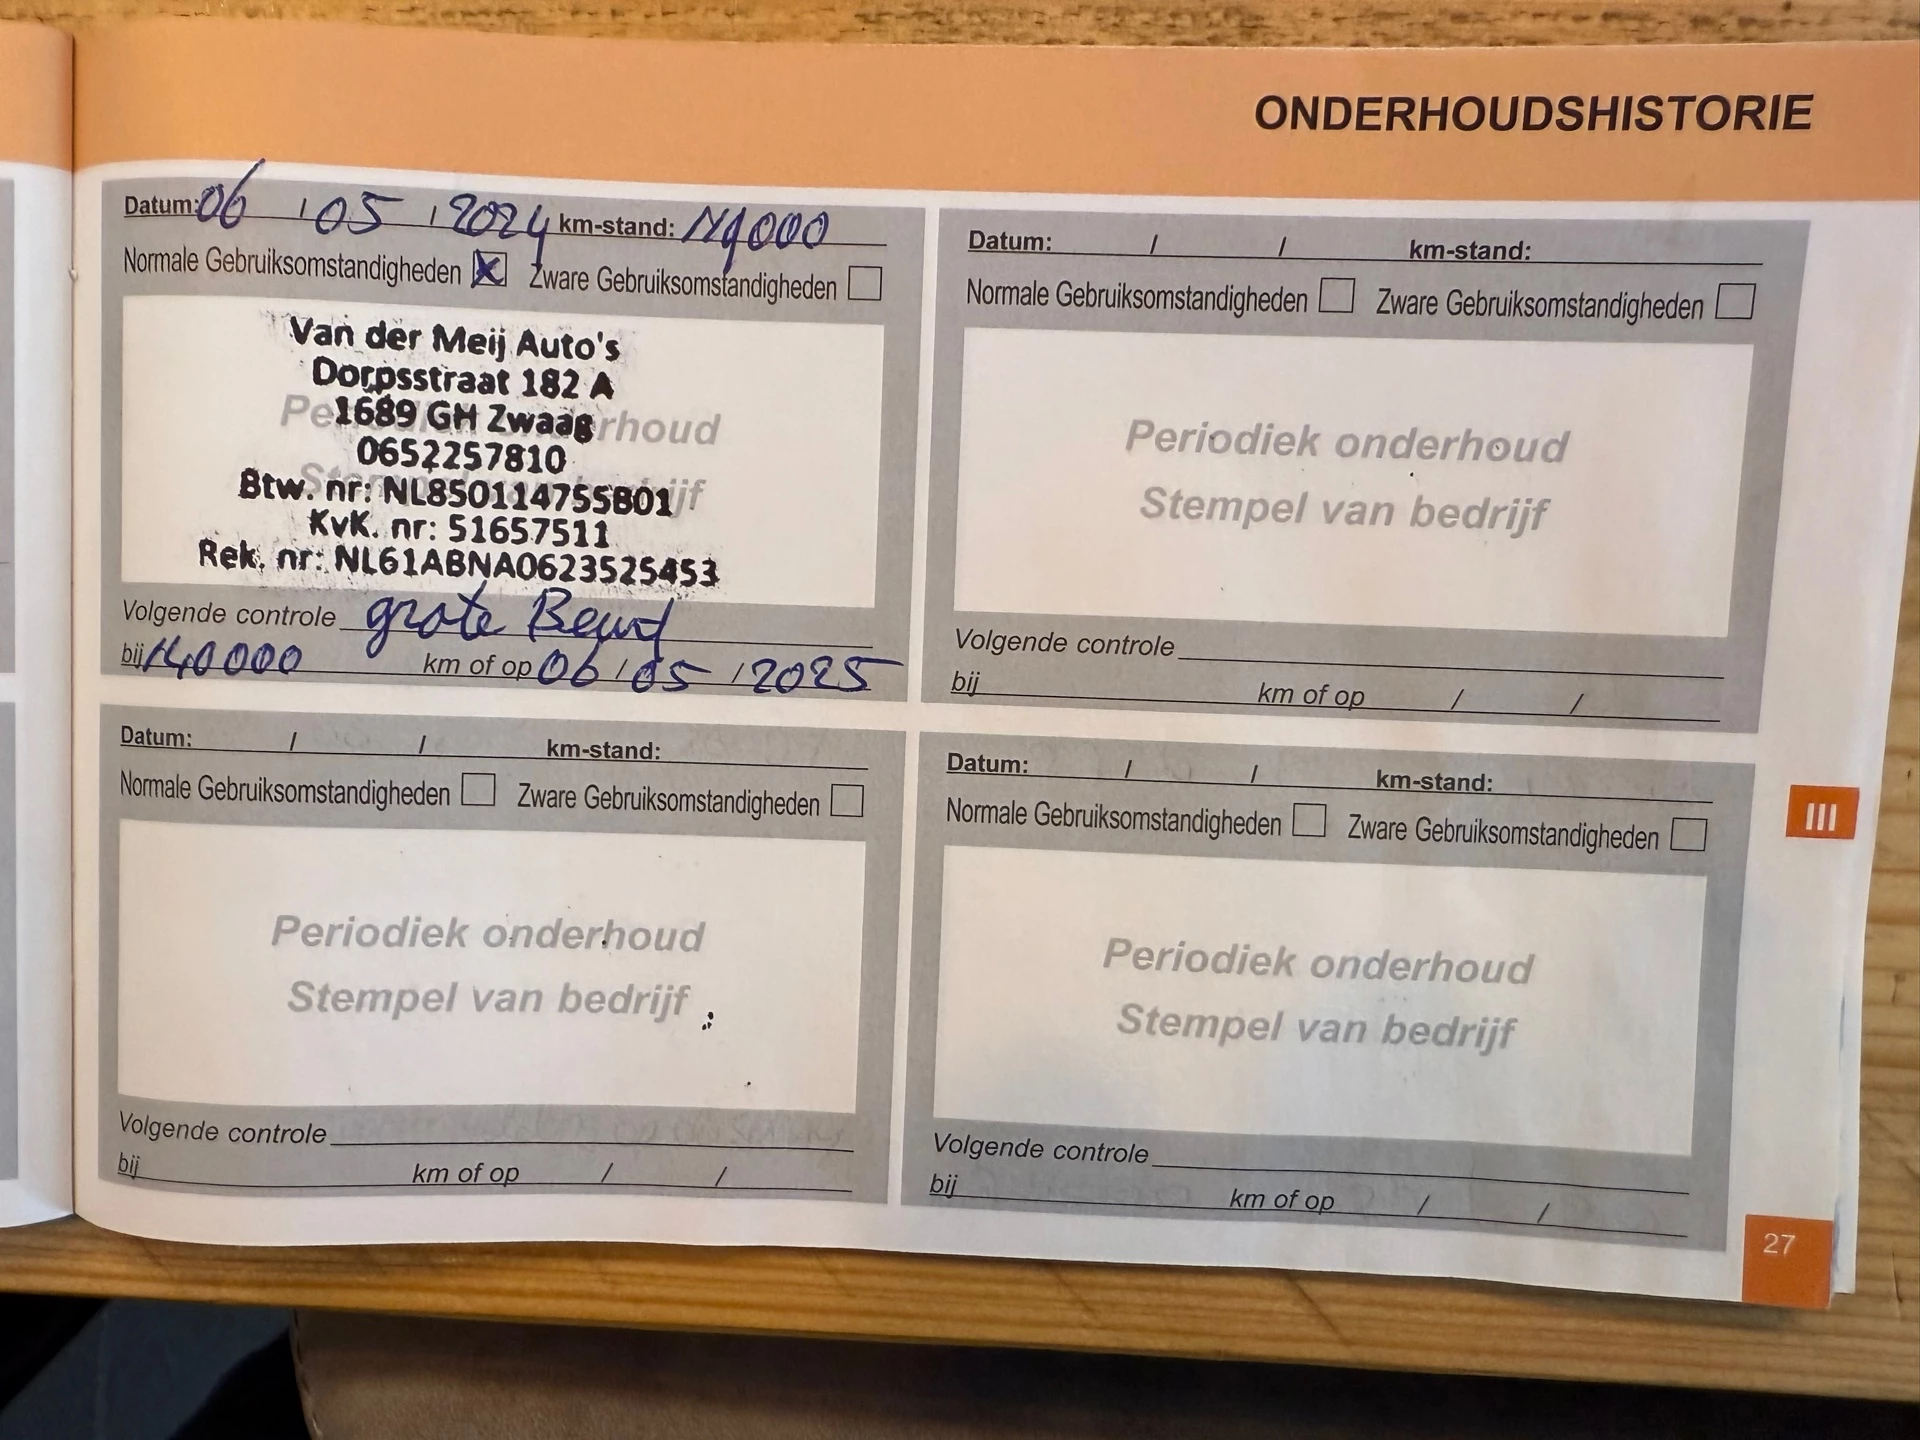 ONDERHOUDSHISTORIE
Datum: 06 / 05 / 2024 km-stand:
Normale Gebruiksomstandigheden X Zware Gebruiksomstandigheden
Periodiek onderhoud
Stempel van bedrijf
Van der Meij Auto's
Dorpsstraat 182 A
1689 GH Zwaag
0652257810
Btw. nr: NL850114755B01
KvK. nr: 51657511
Rek. nr: NL61ABNA0623525453
Volgende controle grote Beurt
bij 140000 km of op 06 / 05 / 2025
Datum: / / km-stand:
Normale Gebruiksomstandigheden Zware Gebruiksomstandigheden
Periodiek onderhoud
Stempel van bedrijf
Volgende controle
bij km of op / /
Datum: / / km-stand:
Normale Gebruiksomstandigheden Zware Gebruiksomstandigheden
Periodiek onderhoud
Stempel van bedrijf
Volgende controle
bij km of op / /
Datum: / / km-stand:
Normale Gebruiksomstandigheden Zware Gebruiksomstandigheden
Periodiek onderhoud
Stempel van bedrijf
Volgende controle
bij km of op / /
III
27